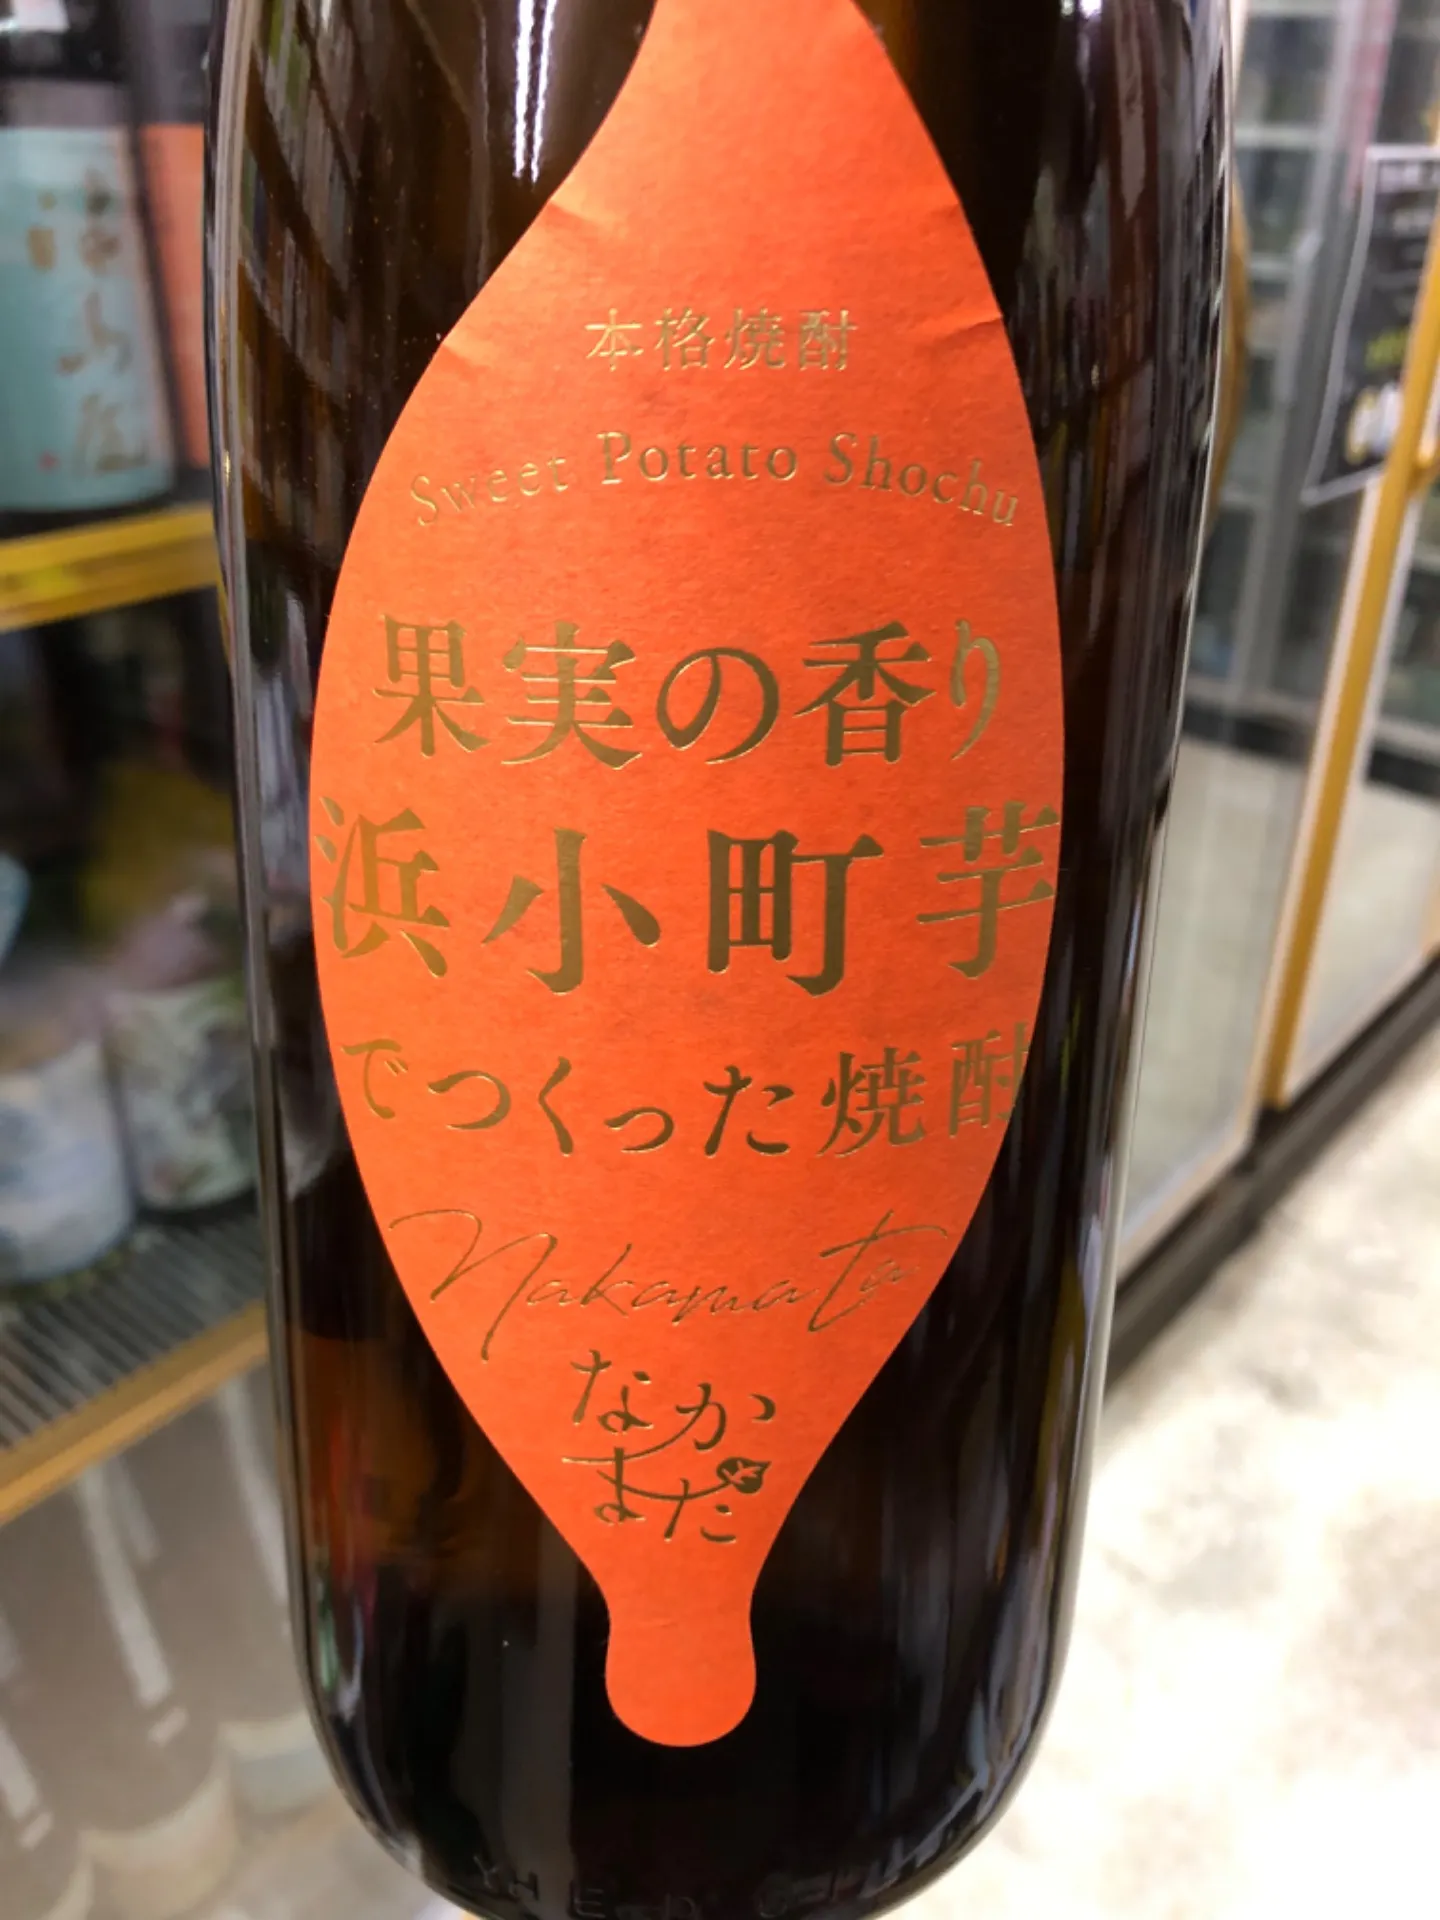 本格焼酎
Sweet Potato Shochu
果実の香り
浜小町芋
でつくった焼酎
Nakamata
なか
また゛